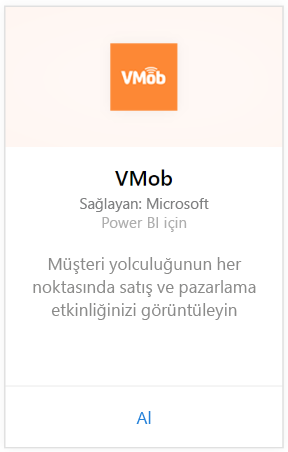 VMob
VMob
Sağlayan: Microsoft
Power BI için
Müşteri yolculuğunun her
noktasında satış ve pazarlama
etkinliğinizi görüntüleyin
Al